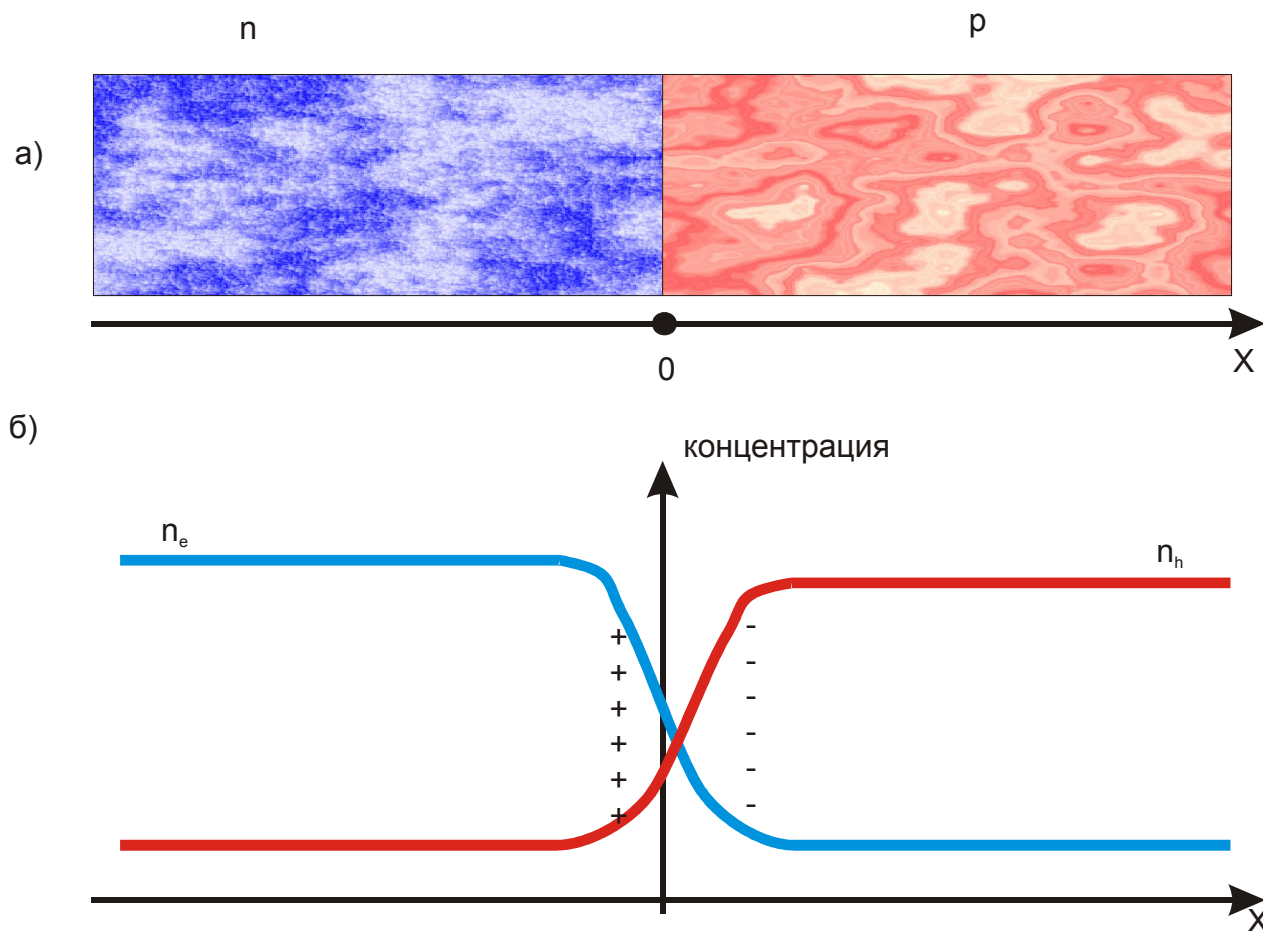 n
p
а)
0
X
б)
концентрация
nₑ
nₕ
+ -
+ -
+ -
+ -
+ -
+ -
X